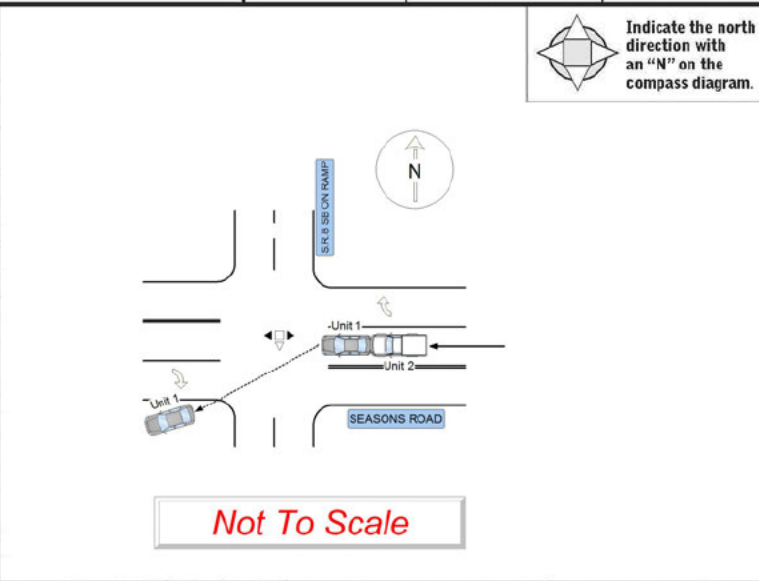 Indicate the north
direction with
an “N” on the
compass diagram.
S.R.8 SB ON RAMP
N
Unit 1
Unit 2
Unit 1
SEASONS ROAD
Not To Scale